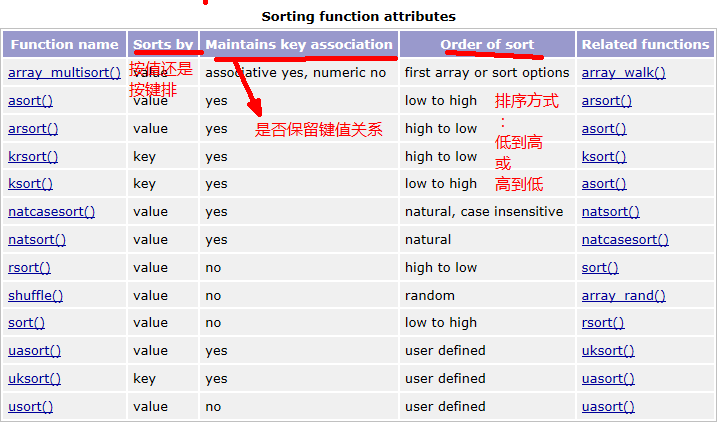 Sorting function attributes
Function name Sorts by Maintains key association Order of sort Related functions
array_multisort() value associative yes, numeric no first array or sort options array_walk()
按值还是
按键排
asort() value yes low to high arsort()
arsort() value yes high to low asort()
是否保留键值关系
排序方式
:
低到高
或
高到低
krsort() key yes high to low ksort()
ksort() key yes low to high asort()
natcasesort() value yes natural, case insensitive natsort()
natsort() value yes natural natcasesort()
rsort() value no high to low sort()
shuffle() value no random array_rand()
sort() value no low to high rsort()
uasort() value yes user defined uksort()
uksort() key yes user defined uasort()
usort() value no user defined uasort()